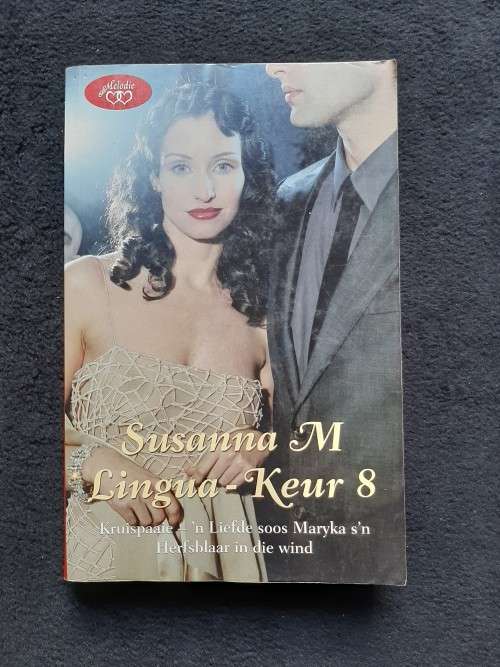 Melodie
Susanna M
Lingua - Keur 8
Kruispaaie – 'n Liefde soos Maryka s'n
Herfsblaar in die wind